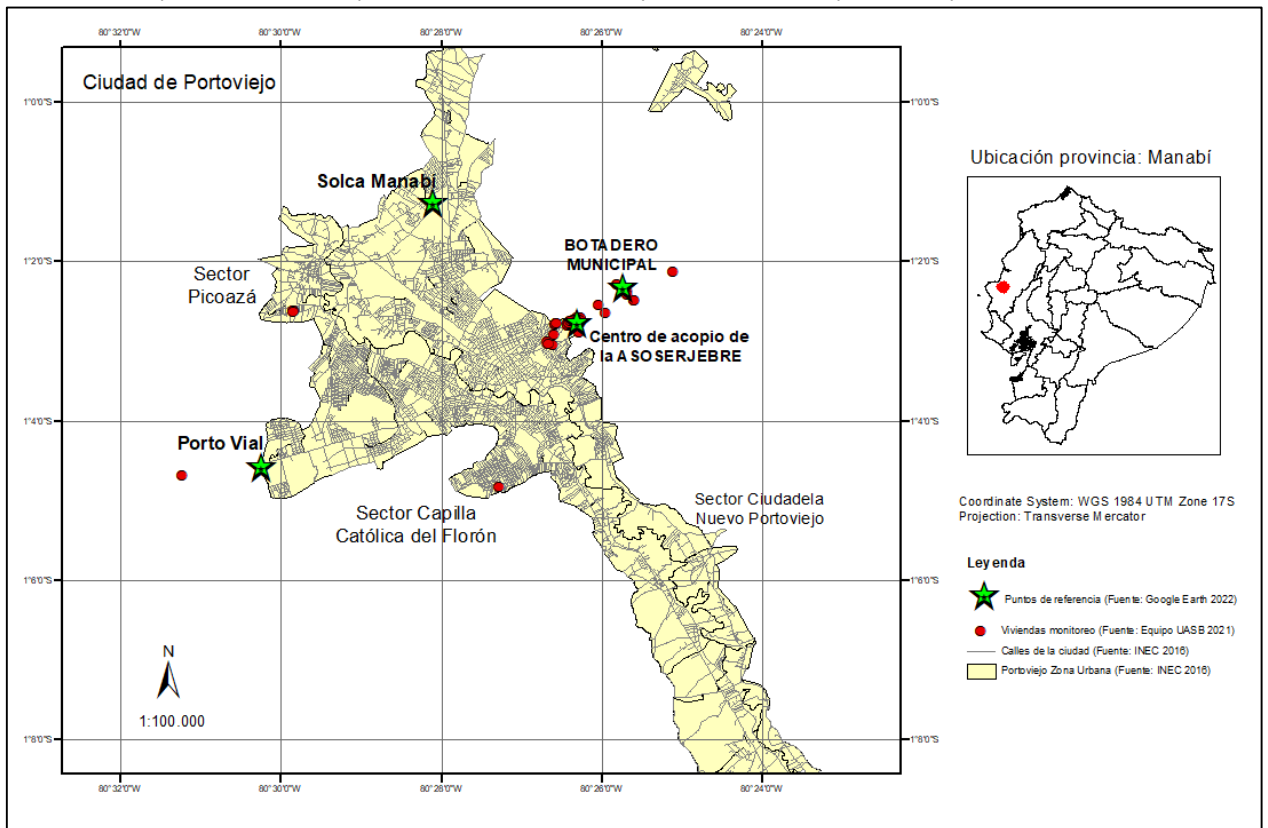 80°32'0"W 80°30'0"W 80°28'0"W 80°26'0"W 80°24'0"W
Ciudad de Portoviejo
1°0'0"S 1°0'0"S
Solca Manabí
BOTADERO
MUNICIPAL
1°2'0"S 1°2'0"S
Sector
Picoazá
Centro de acopio de
la ASOSERJEBRE
1°4'0"S 1°4'0"S
Porto Vial
Sector Capilla
Católica del Florón
Sector Ciudadela
Nuevo Portoviejo
1°6'0"S 1°6'0"S
N
1:100.000
1°8'0"S 1°8'0"S
80°32'0"W 80°30'0"W 80°28'0"W 80°26'0"W 80°24'0"W
Ubicación provincia: Manabí
Coordinate System: WGS 1984 UTM Zone 17S
Projection: Transverse Mercator
Leyenda
Puntos de referencia (Fuente: Google Earth 2022)
Viviendas monitoreo (Fuente: Equipo UASB 2021)
Calles de la ciudad (Fuente: INEC 2016)
Portoviejo Zona Urbana (Fuente: INEC 2016)